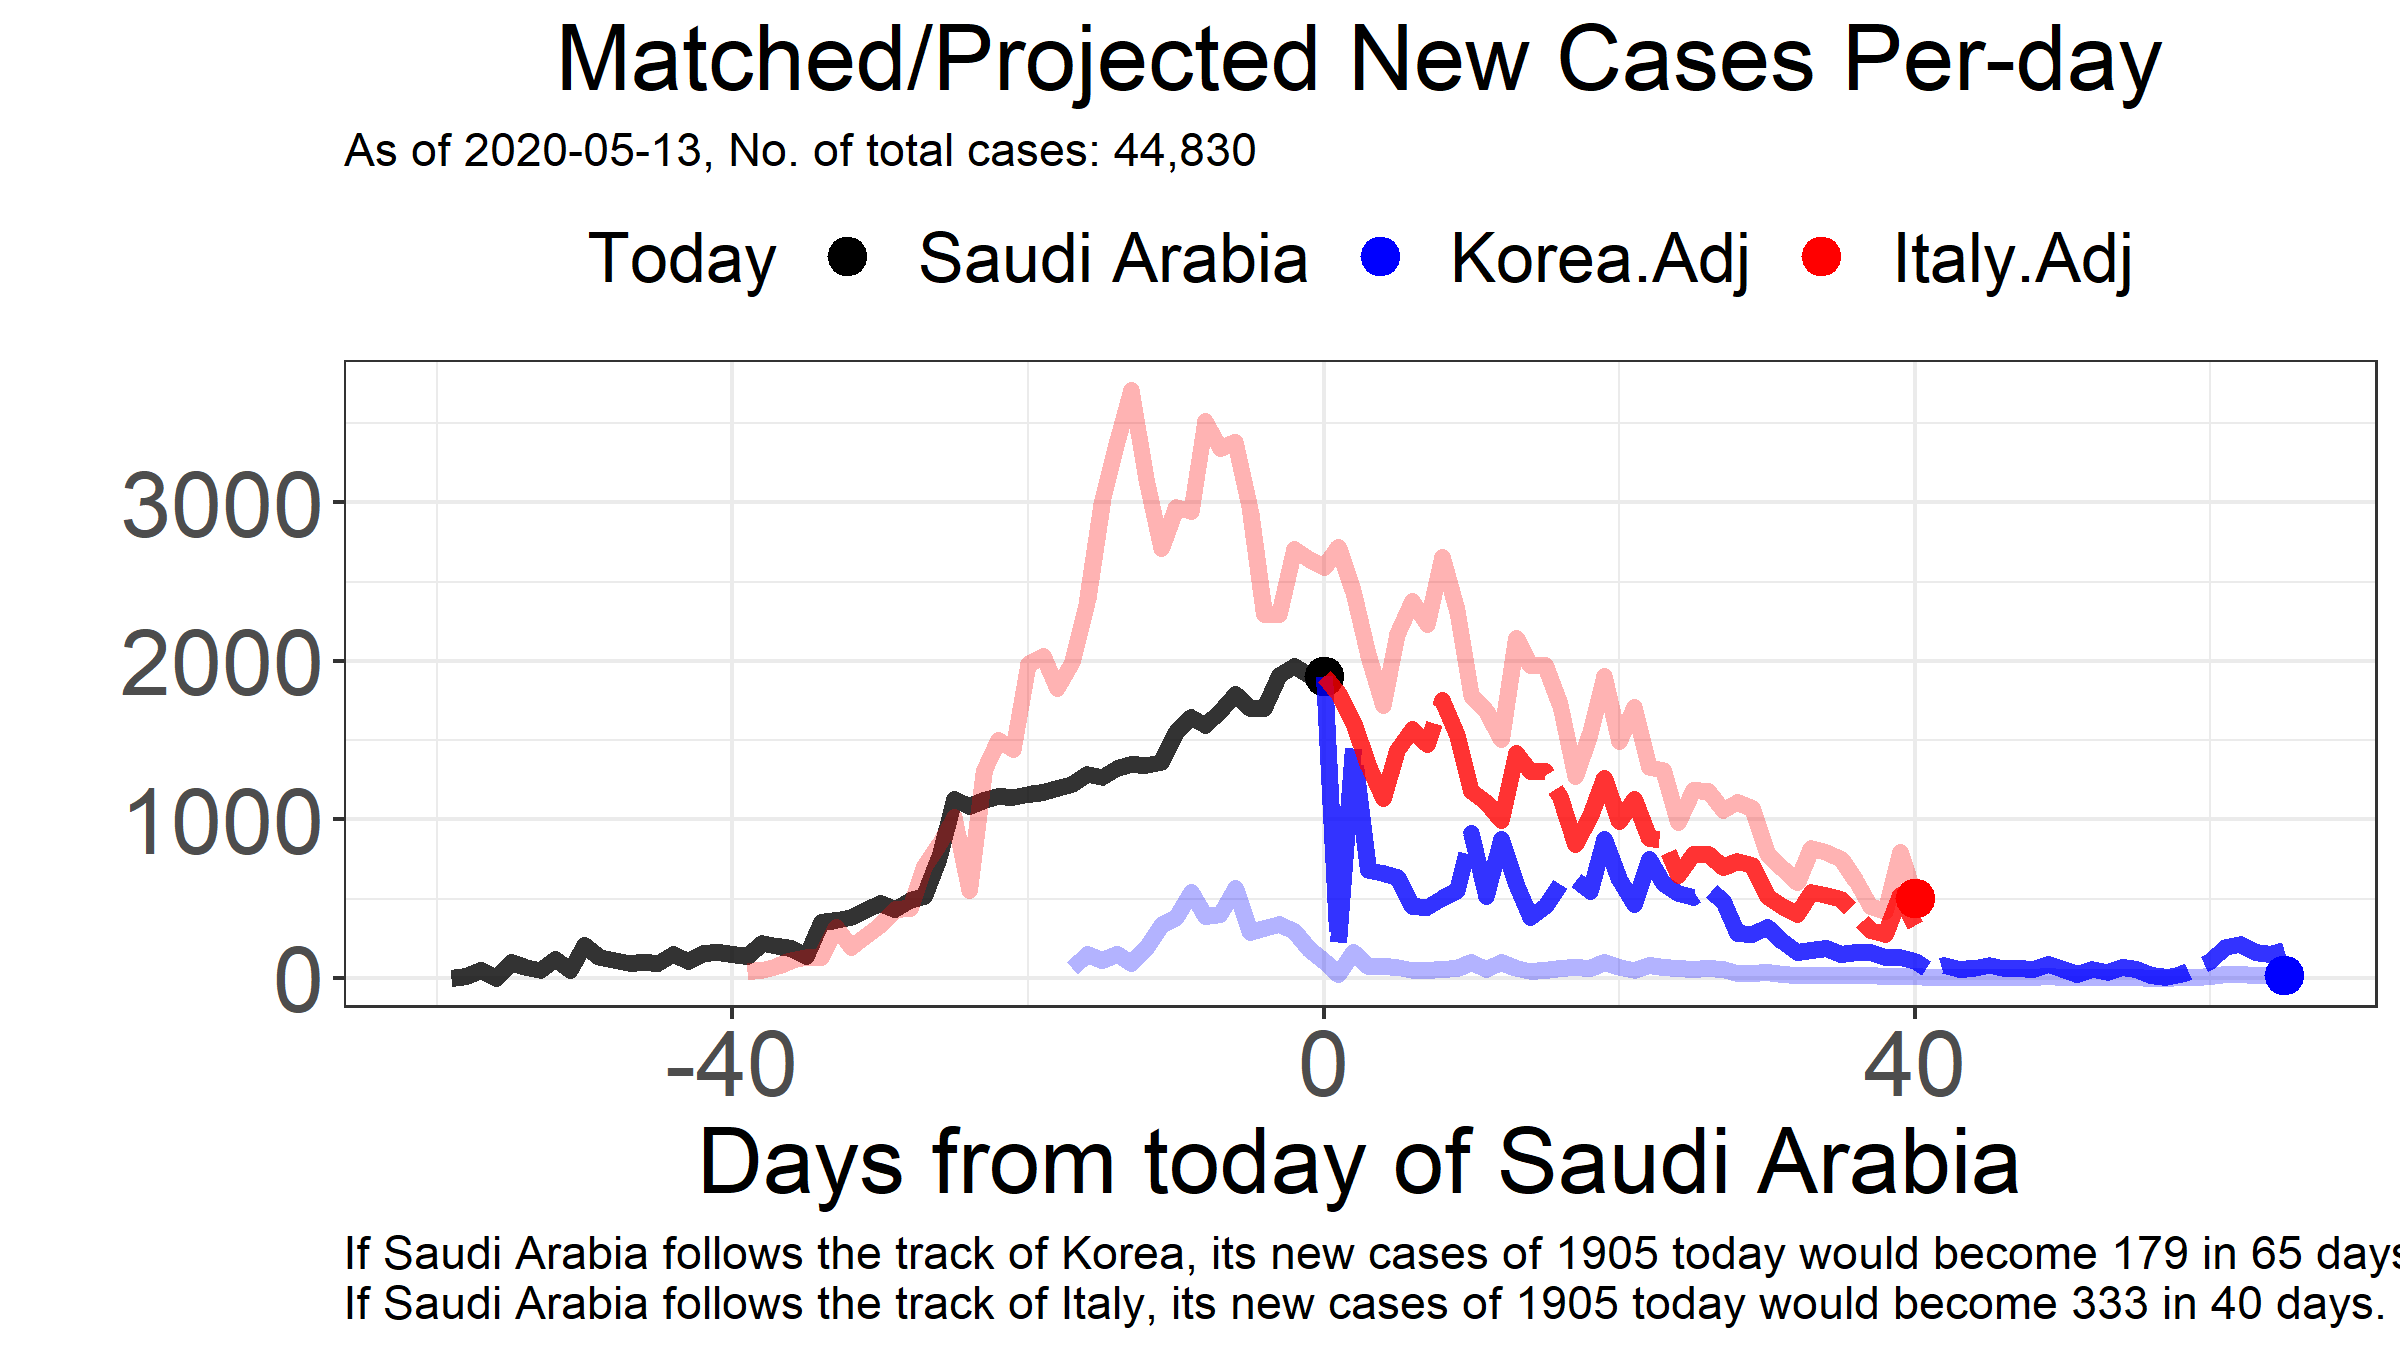 Matched/Projected New Cases Per-day
As of 2020-05-13, No. of total cases: 44,830
Today Saudi Arabia Korea.Adj Italy.Adj
3000
2000
1000
0
-40 0 40
Days from today of Saudi Arabia
If Saudi Arabia follows the track of Korea, its new cases of 1905 today would become 179 in 65 days
If Saudi Arabia follows the track of Italy, its new cases of 1905 today would become 333 in 40 days.